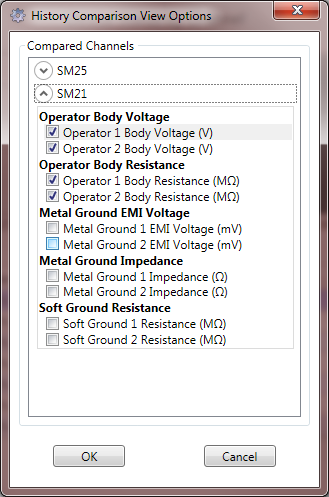 History Comparison View Options
Compared Channels
SM25
SM21
Operator Body Voltage
Operator 1 Body Voltage (V)
Operator 2 Body Voltage (V)
Operator Body Resistance
Operator 1 Body Resistance (MΩ)
Operator 2 Body Resistance (MΩ)
Metal Ground EMI Voltage
Metal Ground 1 EMI Voltage (mV)
Metal Ground 2 EMI Voltage (mV)
Metal Ground Impedance
Metal Ground 1 Impedance (Ω)
Metal Ground 2 Impedance (Ω)
Soft Ground Resistance
Soft Ground 1 Resistance (MΩ)
Soft Ground 2 Resistance (MΩ)
OK Cancel